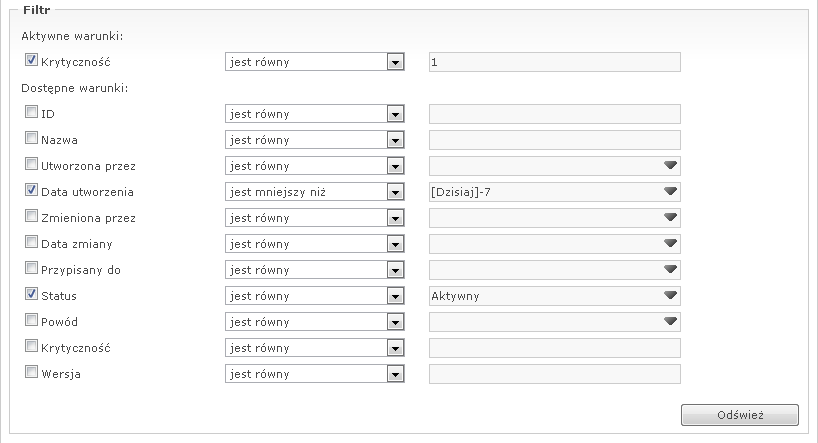 Filtr
Aktywne warunki:
Krytyczność jest równy 1
Dostępne warunki:
ID jest równy
Nazwa jest równy
Utworzona przez jest równy
Data utworzenia jest mniejszy niż [Dzisiaj]-7
Zmieniona przez jest równy
Data zmiany jest równy
Przypisany do jest równy
Status jest równy Aktywny
Powód jest równy
Krytyczność jest równy
Wersja jest równy
Odśwież